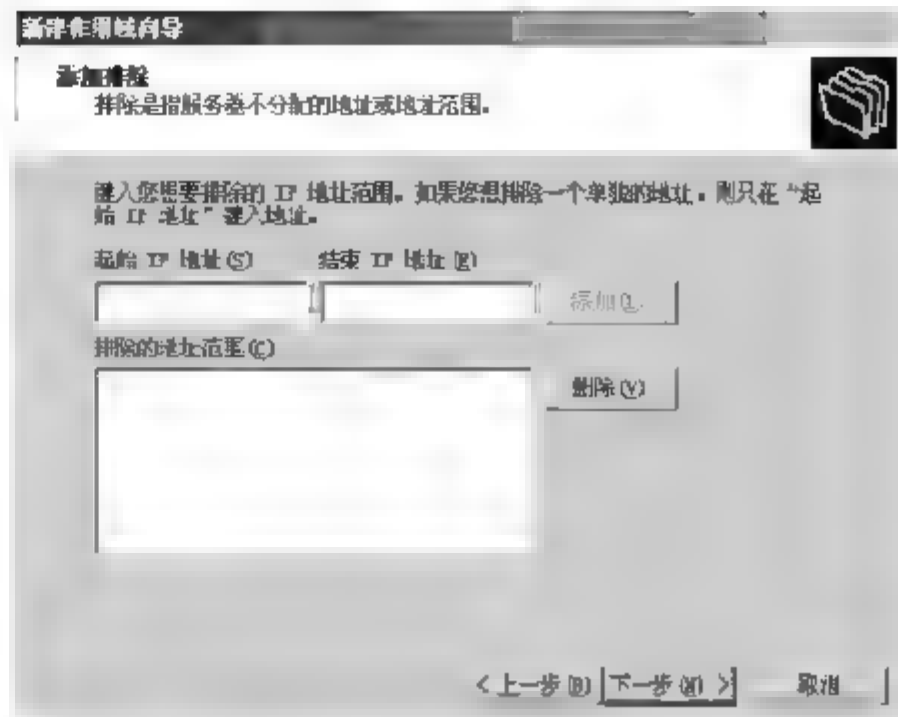 新建作用域向导
添加排除
排除是指服务器不分配的地址或地址范围。
键入您想要排除的 IP 地址范围。如果您想排除一个单独的地址，则只在“起
始 IP 地址”键入地址。
起始 IP 地址(S) 结束 IP 地址(E)
添加(D)
排除的地址范围(C)
删除(V)
< 上一步(B) 下一步(N) > 取消